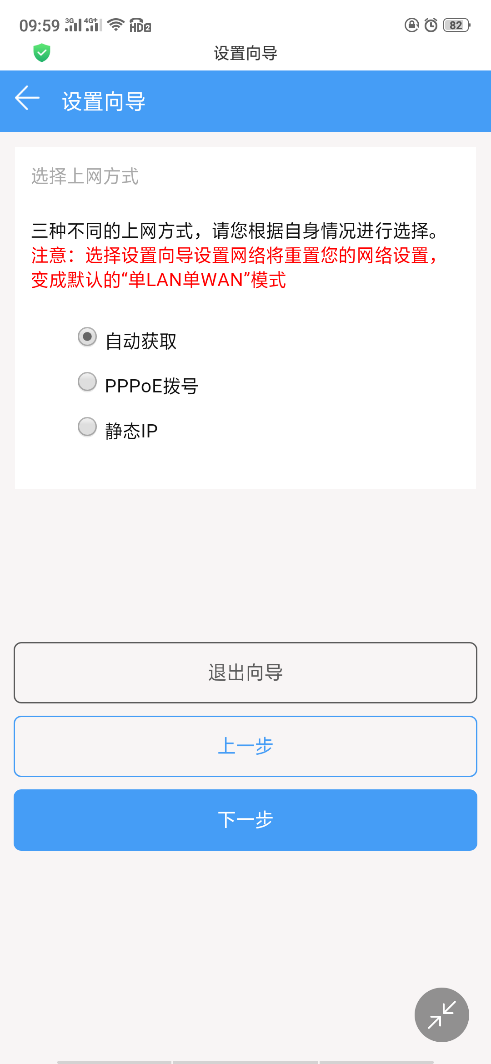 09:59 3G 4G+ HD2 82
设置向导
设置向导
选择上网方式
三种不同的上网方式，请您根据自身情况进行选择。
注意：选择设置向导设置网络将重置您的网络设置，
变成默认的“单LAN单WAN”模式
自动获取
PPPoE拨号
静态IP
退出向导
上一步
下一步